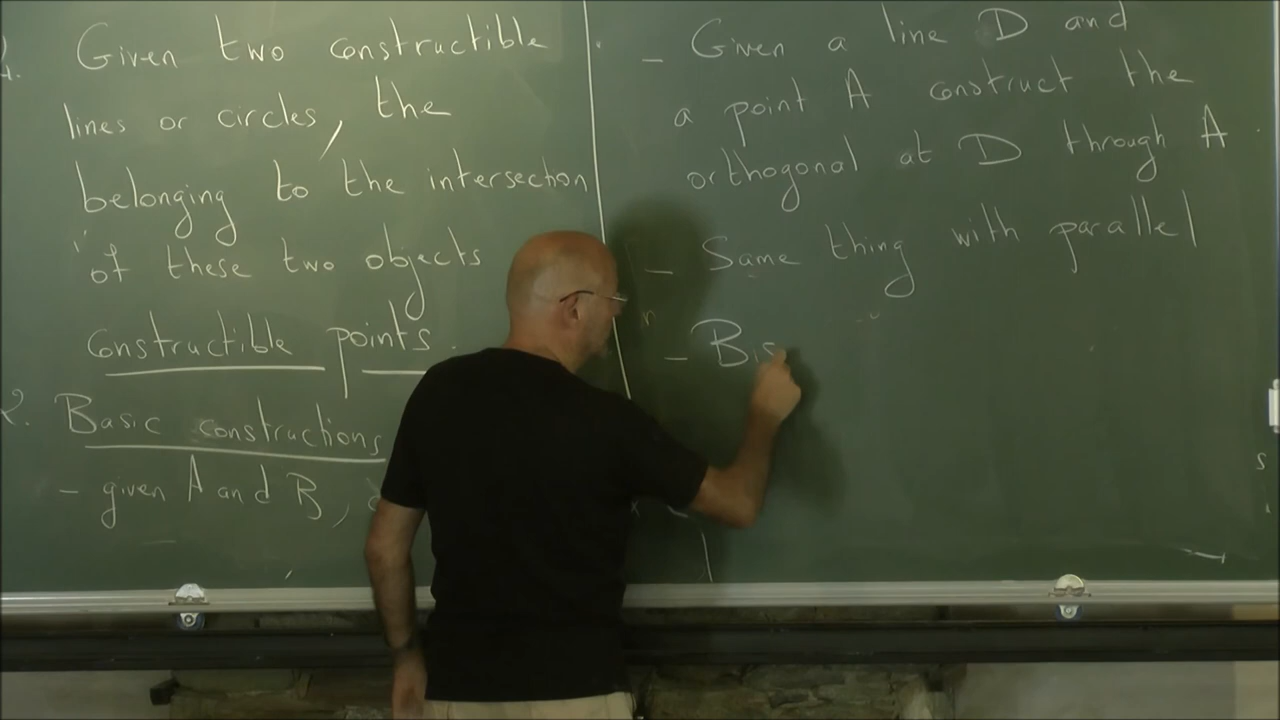 Given two constructible
lines or circles, the
belonging to the intersection
of these two objects
constructible points.
2. Basic constructions
- given A and B,
- Given a line D and
a point A construct the
orthogonal at D through A
- Same thing with parallel
- Bis